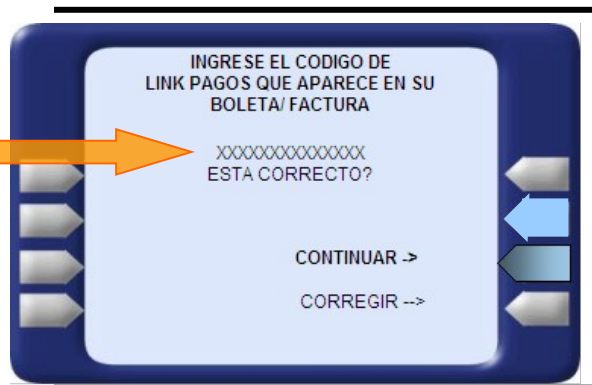 INGRESE EL CODIGO DE
LINK PAGOS QUE APARECE EN SU
BOLETA/ FACTURA
XXXXXXXXXXXXXX
ESTA CORRECTO?
CONTINUAR ->
CORREGIR -->